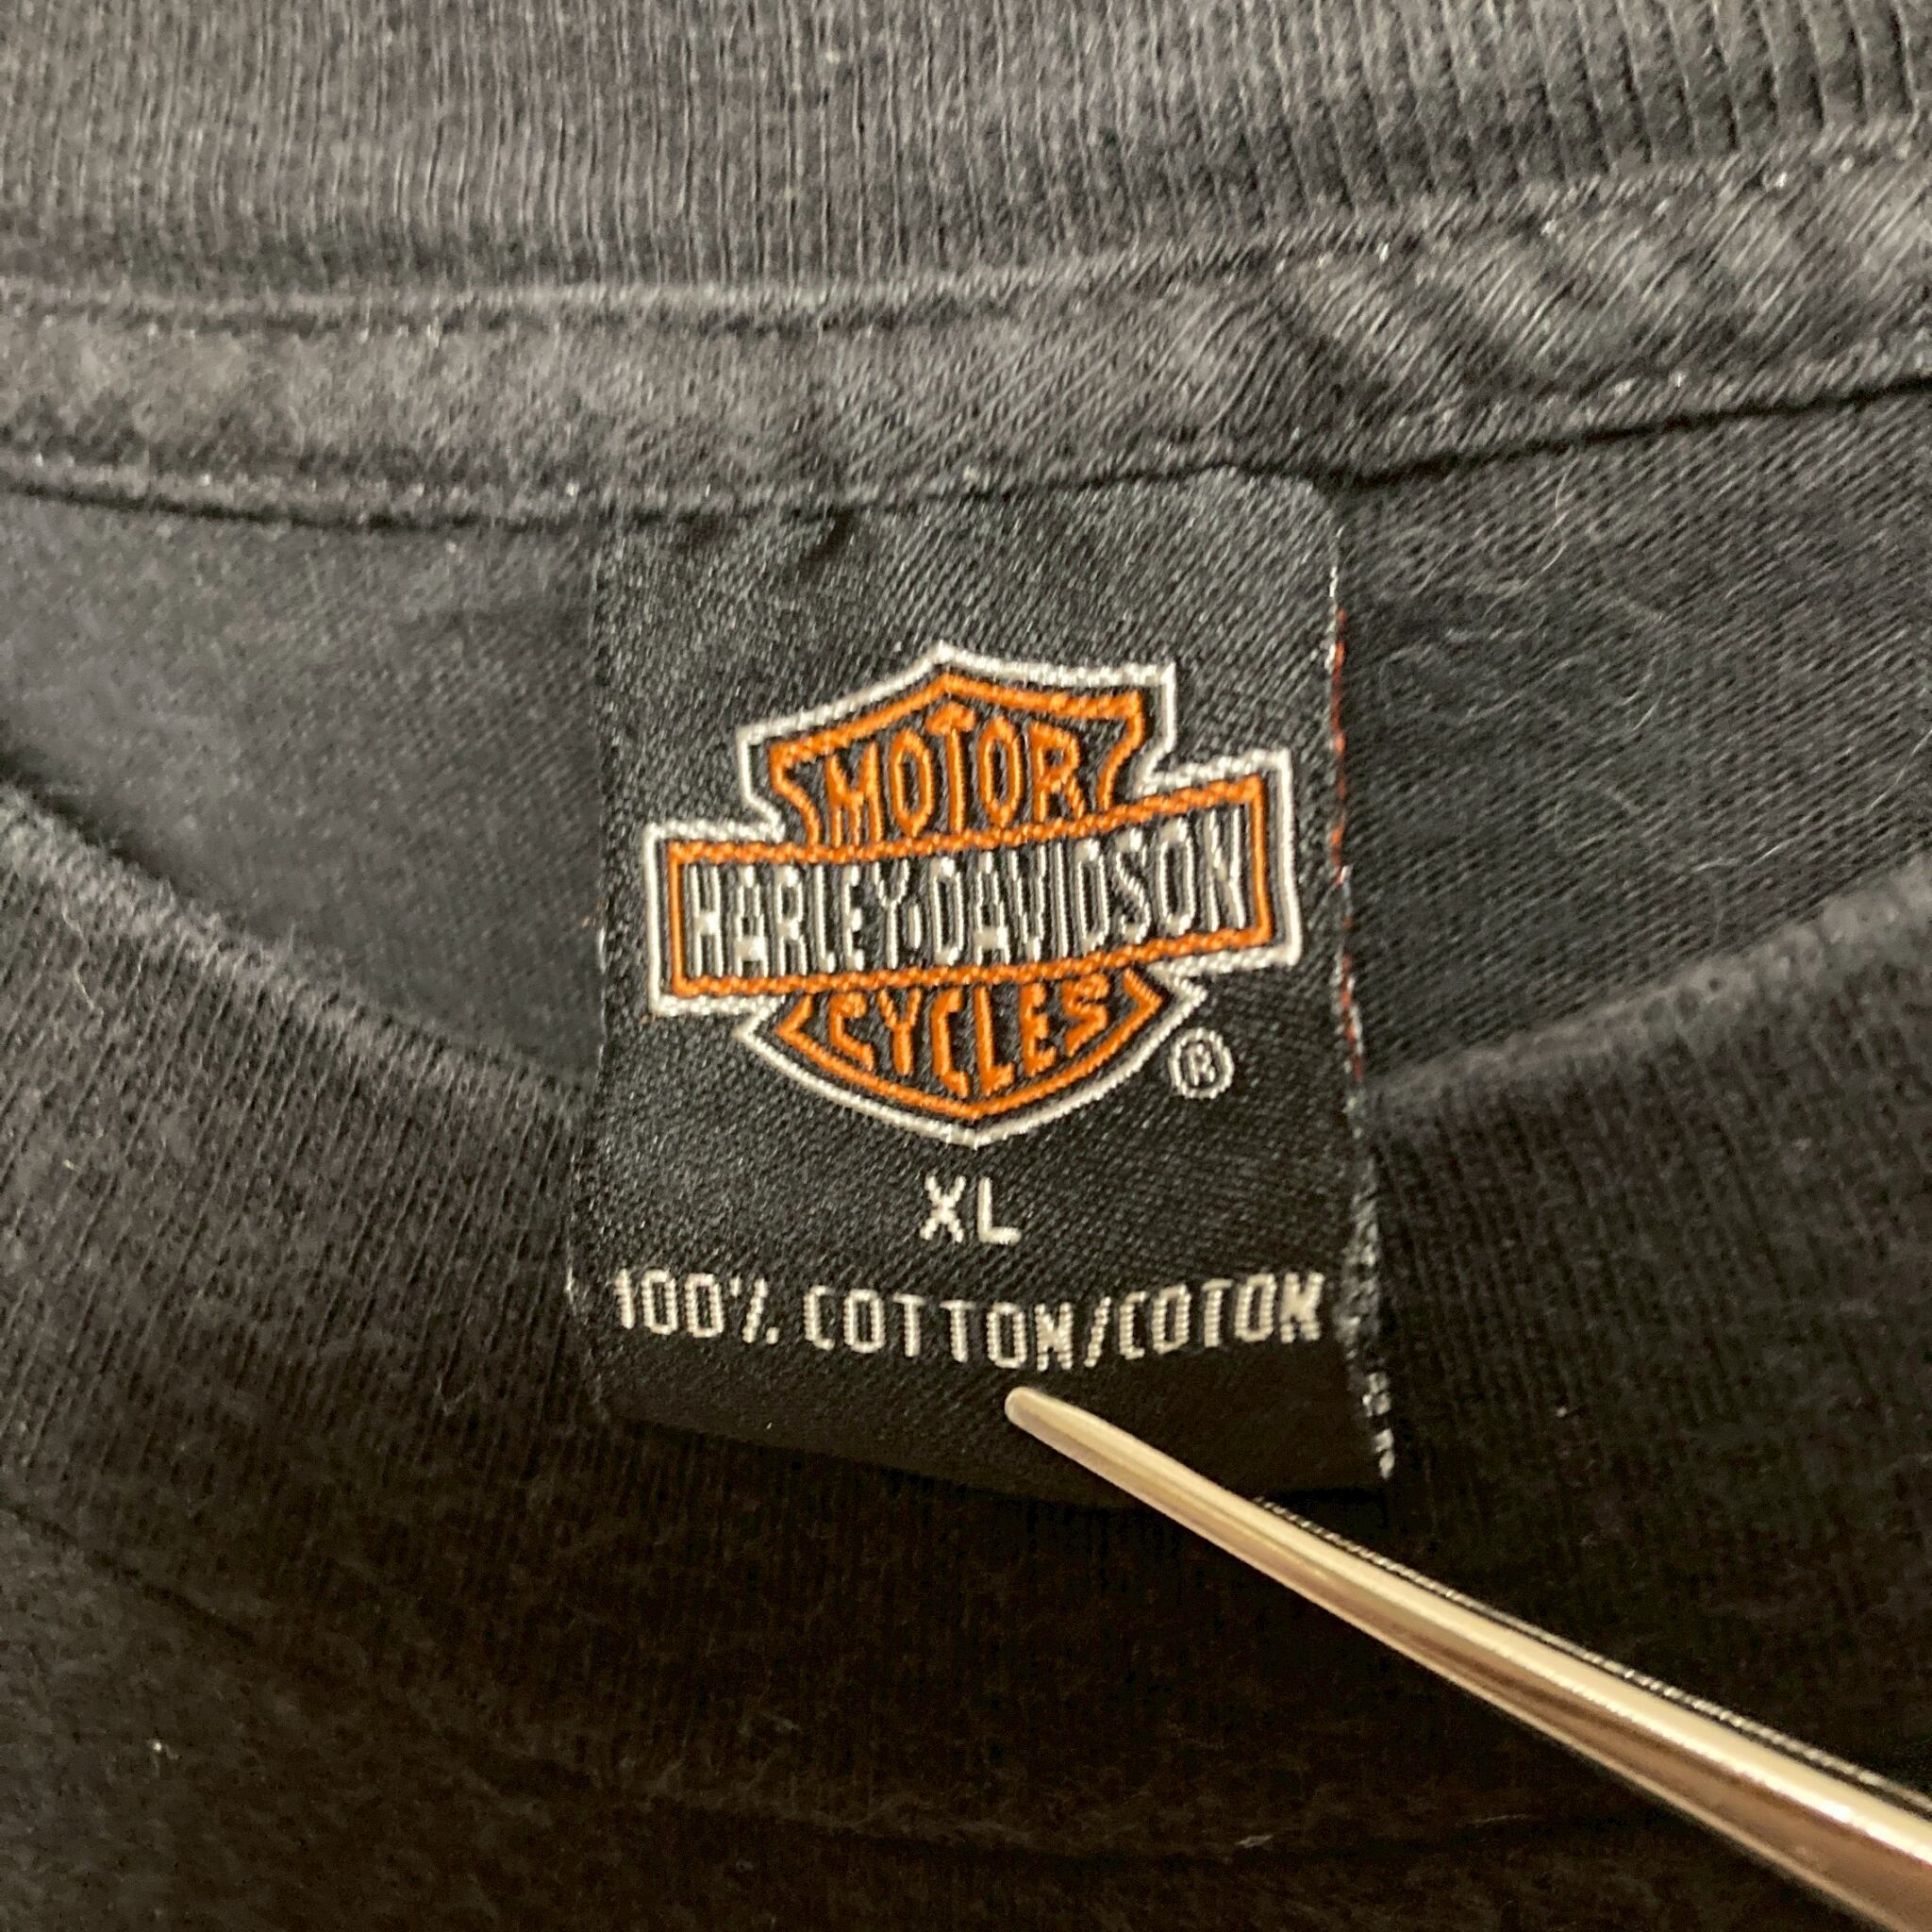 MOTOR
HARLEY-DAVIDSON
CYCLES
®
XL
100% COTTON/COTON